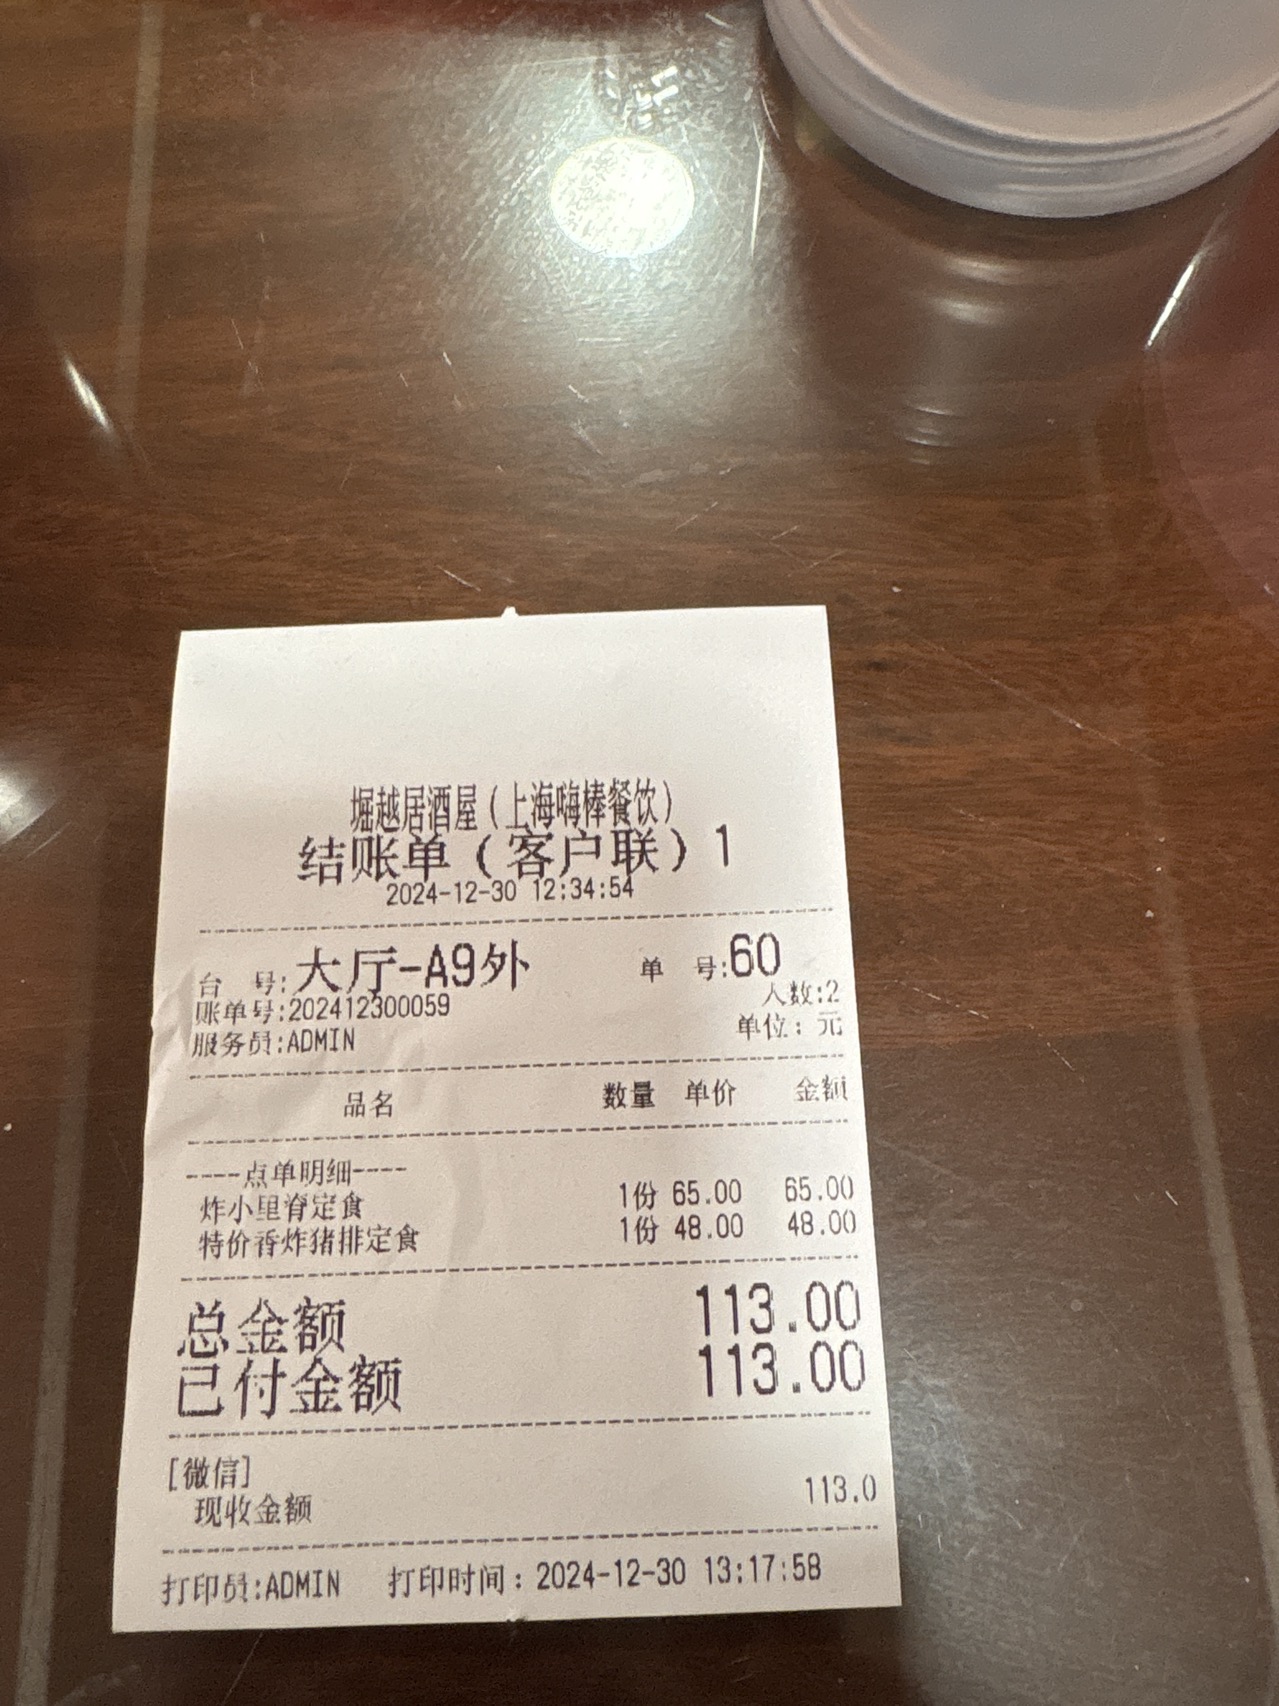 堀越居酒屋(上海嗨棒餐饮)
结账单(客户联)1
2024-12-30 12:34:54
台 号:大厅-A9外 单 号:60
账单号:202412300059 人数:2
服务员:ADMIN 单位:元
品名 数量 单价 金额
----点单明细----
炸小里脊定食 1份 65.00 65.00
特价香炸猪排定食 1份 48.00 48.00
总金额 113.00
已付金额 113.00
[微信]
现收金额 113.0
打印员:ADMIN 打印时间:2024-12-30 13:17:58